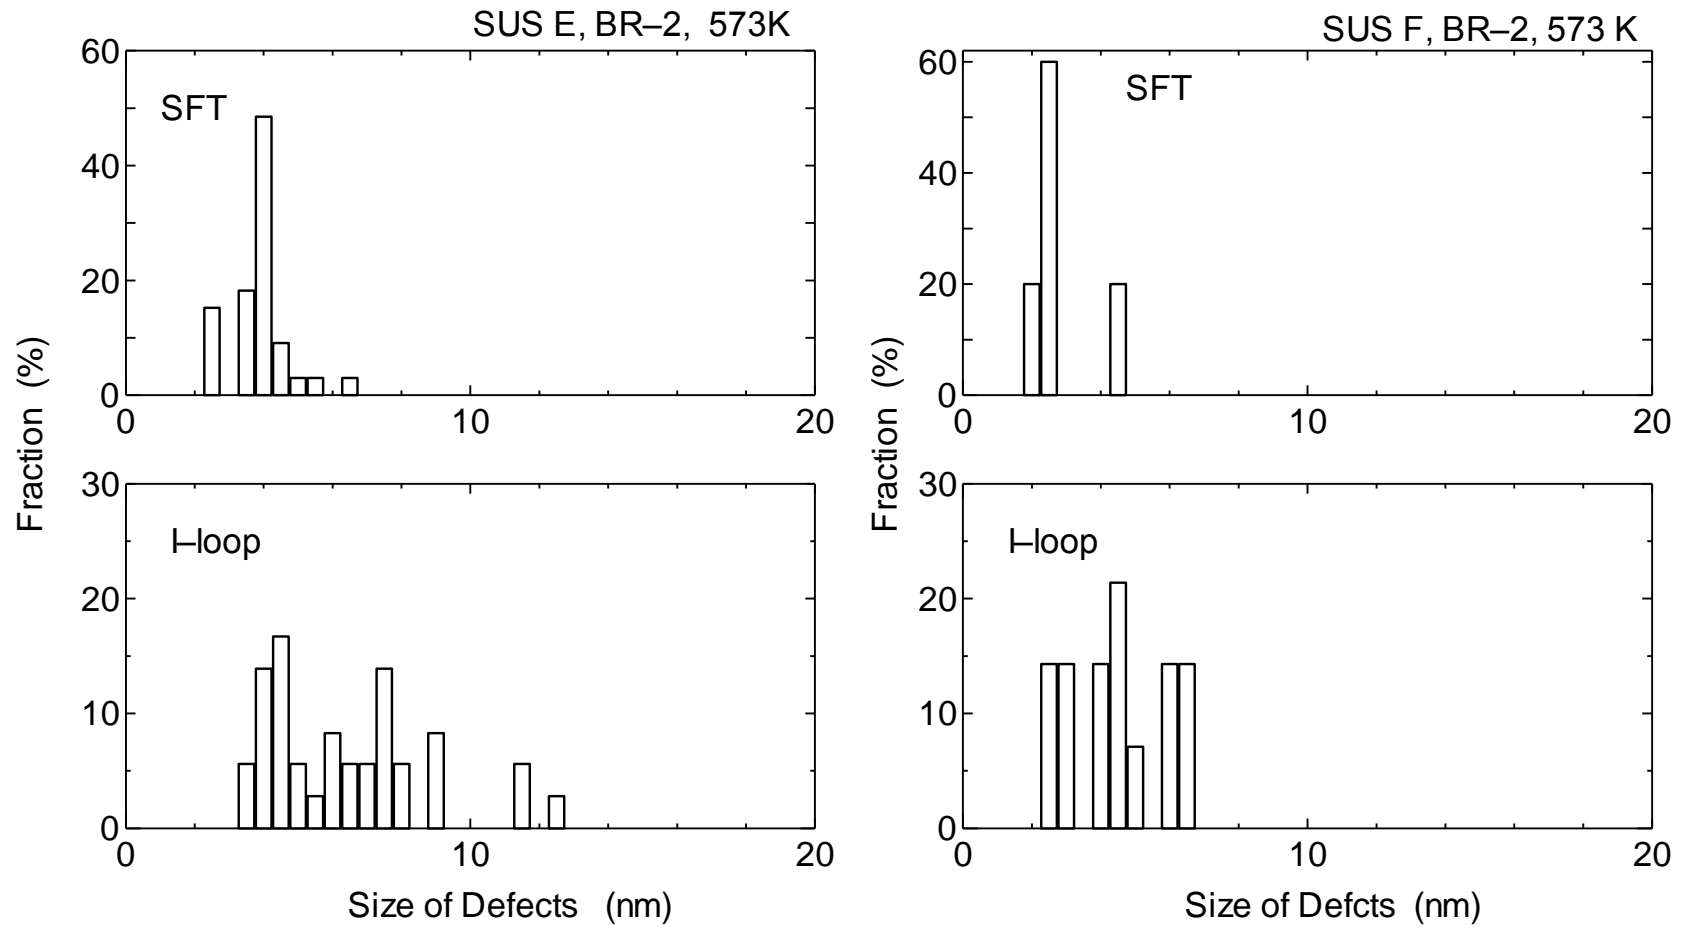 SUS E, BR–2, 573K
60
SFT
40
20
0
0 10 20
30
I–loop
20
10
0
0 10 20
Fraction (%)
Size of Defects (nm)
SUS F, BR–2, 573 K
60
SFT
40
20
0
0 10 20
30
I–loop
20
10
0
0 10 20
Fraction (%)
Size of Defcts (nm)